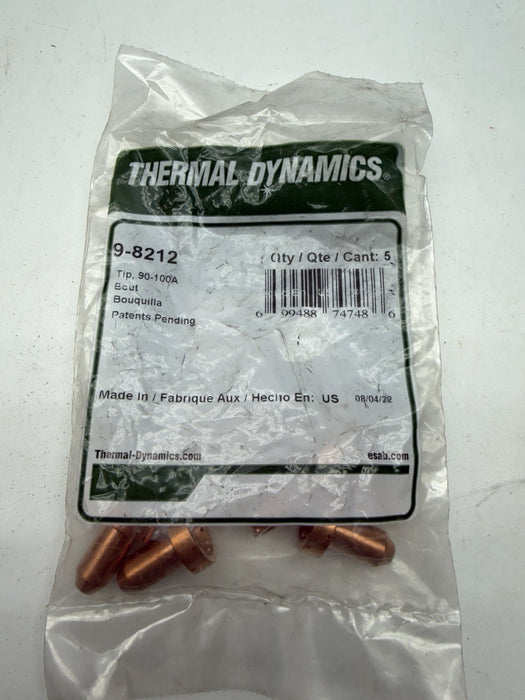 THERMAL DYNAMICS®
9-8212
Qty / Qte / Cant: 5
Tip, 90-100A
Bout
Bouquilla
Patents Pending
6 99488 74748 6
Made In / Fabrique Aux / Hecho En: US 08/04/22
Thermal-Dynamics.com esab.com